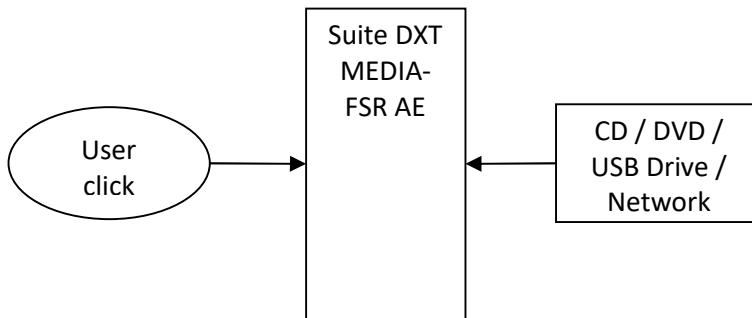 Suite DXT
MEDIA-
FSR AE
User
click
CD / DVD /
USB Drive /
Network